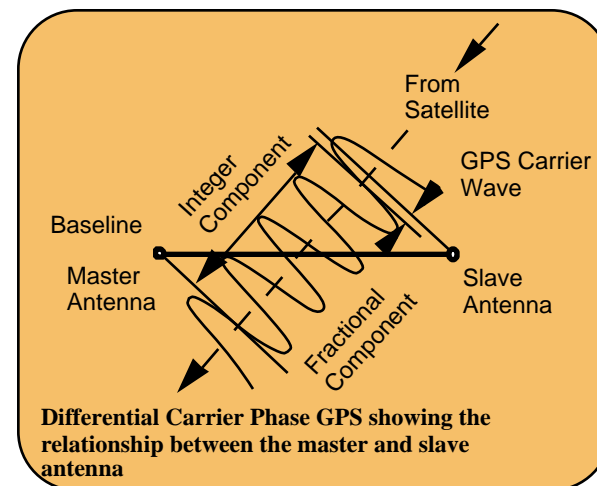 From
Satellite
GPS Carrier
Wave
Integer
Component
Baseline
Master
Antenna
Slave
Antenna
Fractional
Component
Differential Carrier Phase GPS showing the
relationship between the master and slave
antenna